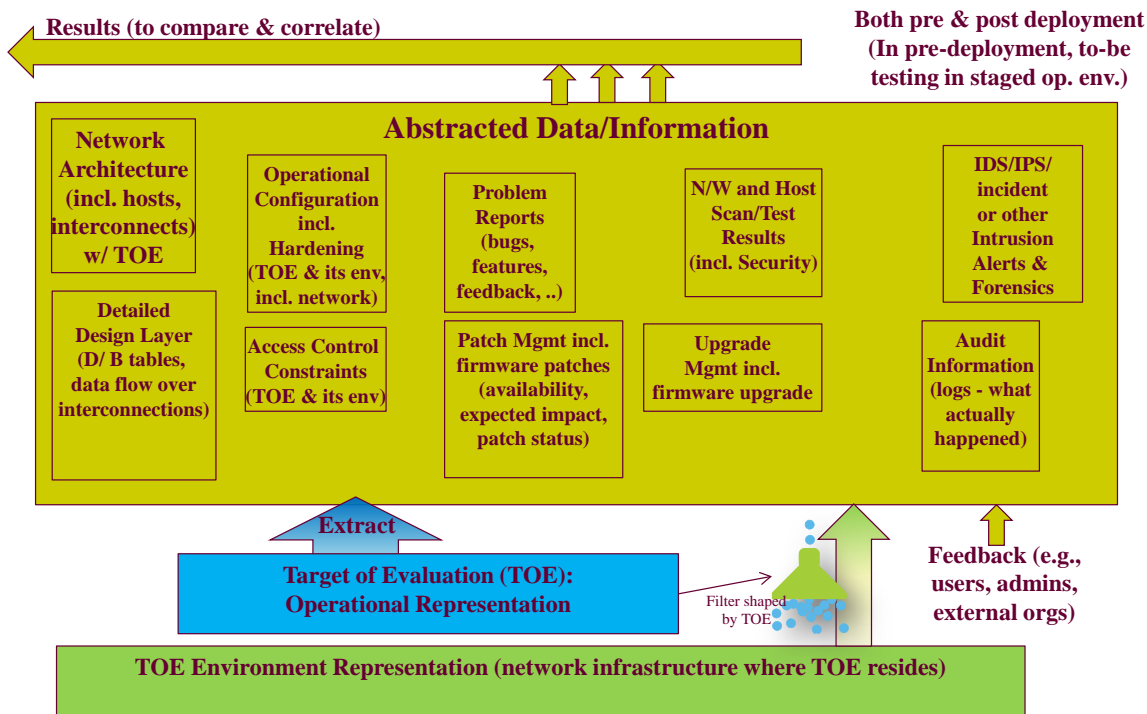 Results (to compare & correlate)
Both pre & post deployment
(In pre-deployment, to-be
testing in staged op. env.)
Abstracted Data/Information
Network
Architecture
(incl. hosts,
interconnects)
w/ TOE
Operational
Configuration
incl.
Hardening
(TOE & its env,
incl. network)
Problem
Reports
(bugs,
features,
feedback, ..)
N/W and Host
Scan/Test
Results
(incl. Security)
IDS/IPS/
incident
or other
Intrusion
Alerts &
Forensics
Detailed
Design Layer
(D/ B tables,
data flow over
interconnections)
Access Control
Constraints
(TOE & its env)
Patch Mgmt incl.
firmware patches
(availability,
expected impact,
patch status)
Upgrade
Mgmt incl.
firmware upgrade
Audit
Information
(logs - what
actually
happened)
Extract
Target of Evaluation (TOE):
Operational Representation
Filter shaped
by TOE
Feedback (e.g.,
users, admins,
external orgs)
TOE Environment Representation (network infrastructure where TOE resides)